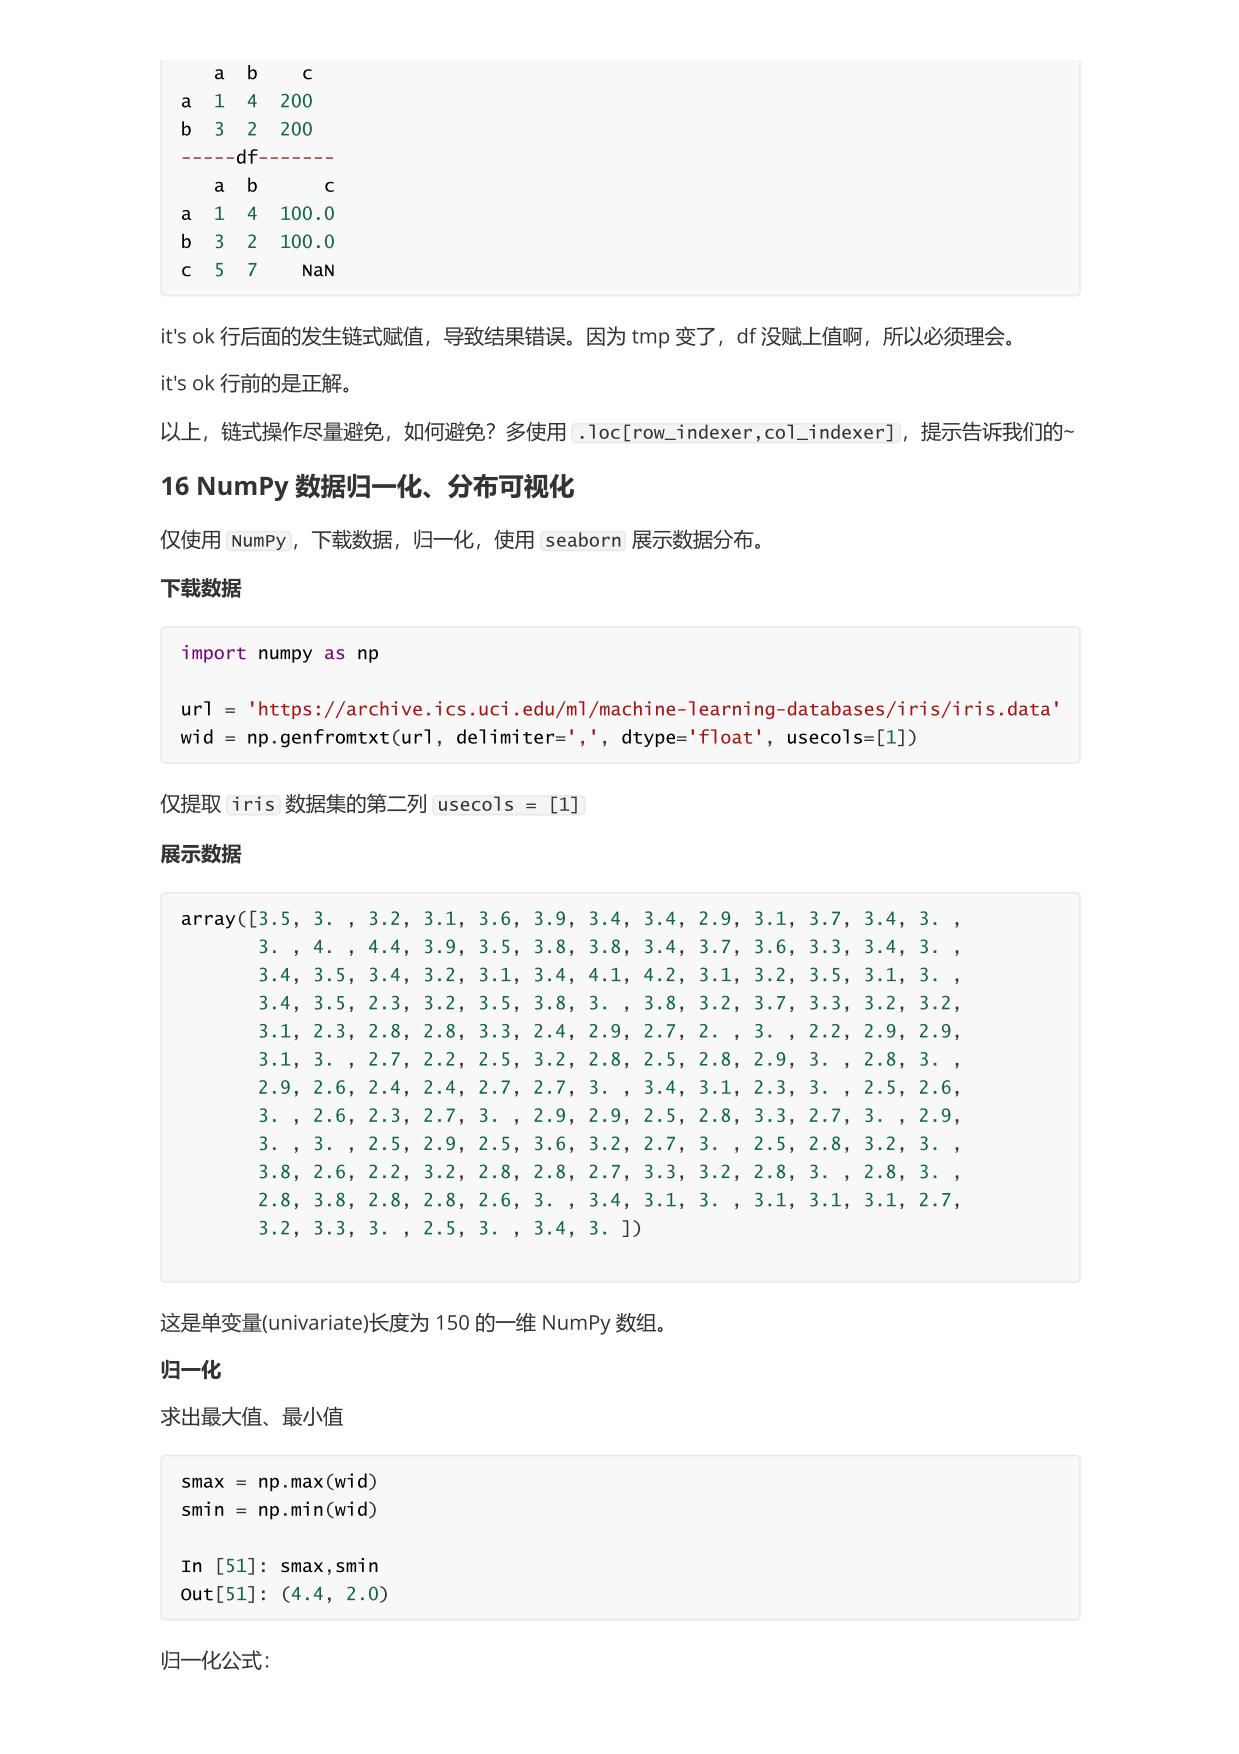 a  b    c
a  1  4  200
b  3  2  200
-----df-------
   a  b      c
a  1  4  100.0
b  3  2  100.0
c  5  7    NaN
it's ok 行后面的发生链式赋值，导致结果错误。因为 tmp 变了，df 没赋上值啊，所以必须理会。
it's ok 行前的是正解。
以上，链式操作尽量避免，如何避免？多使用 .loc[row_indexer,col_indexer]，提示告诉我们的~
16 NumPy 数据归一化、分布可视化
仅使用 NumPy，下载数据，归一化，使用 seaborn 展示数据分布。
下载数据
import numpy as np
url = 'https://archive.ics.uci.edu/ml/machine-learning-databases/iris/iris.data'
wid = np.genfromtxt(url, delimiter=',', dtype='float', usecols=[1])
仅提取 iris 数据集的第二列 usecols = [1]
展示数据
array([3.5, 3. , 3.2, 3.1, 3.6, 3.9, 3.4, 3.4, 2.9, 3.1, 3.7, 3.4, 3. ,
       3. , 4. , 4.4, 3.9, 3.5, 3.8, 3.8, 3.4, 3.7, 3.6, 3.3, 3.4, 3. ,
       3.4, 3.5, 3.4, 3.2, 3.1, 3.4, 4.1, 4.2, 3.1, 3.2, 3.5, 3.1, 3. ,
       3.4, 3.5, 2.3, 3.2, 3.5, 3.8, 3. , 3.8, 3.2, 3.7, 3.3, 3.2, 3.2,
       3.1, 2.3, 2.8, 2.8, 3.3, 2.4, 2.9, 2.7, 2. , 3. , 2.2, 2.9, 2.9,
       3.1, 3. , 2.7, 2.2, 2.5, 3.2, 2.8, 2.5, 2.8, 2.9, 3. , 2.8, 3. ,
       2.9, 2.6, 2.4, 2.4, 2.7, 2.7, 3. , 3.4, 3.1, 2.3, 3. , 2.5, 2.6,
       3. , 2.6, 2.3, 2.7, 3. , 2.9, 2.9, 2.5, 2.8, 3.3, 2.7, 3. , 2.9,
       3. , 3. , 2.5, 2.9, 2.5, 3.6, 3.2, 2.7, 3. , 2.5, 2.8, 3.2, 3. ,
       3.8, 2.6, 2.2, 3.2, 2.8, 2.8, 2.7, 3.3, 3.2, 2.8, 3. , 2.8, 3. ,
       2.8, 3.8, 2.8, 2.8, 2.6, 3. , 3.4, 3.1, 3. , 3.1, 3.1, 3.1, 2.7,
       3.2, 3.3, 3. , 2.5, 3. , 3.4, 3. ])
这是单变量(univariate)长度为 150 的一维 NumPy 数组。
归一化
求出最大值、最小值
smax = np.max(wid)
smin = np.min(wid)
In [51]: smax,smin
Out[51]: (4.4, 2.0)
归一化公式：